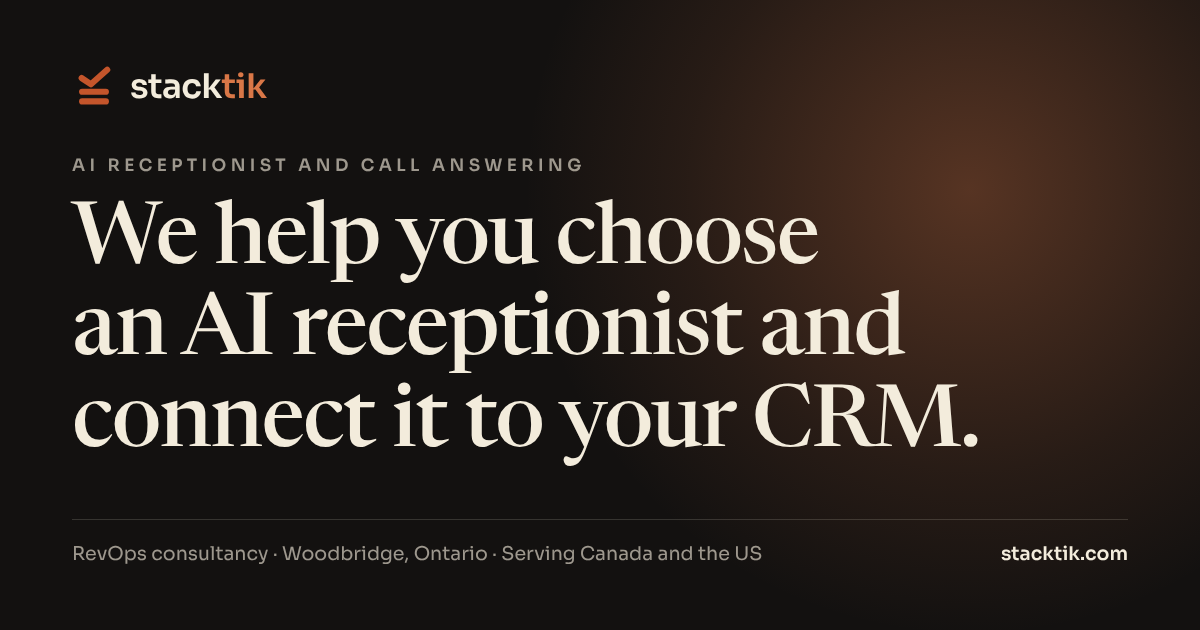 stacktik
AI RECEPTIONIST AND CALL ANSWERING
We help you choose
an AI receptionist and
connect it to your CRM.
RevOps consultancy · Woodbridge, Ontario · Serving Canada and the US
stacktik.com